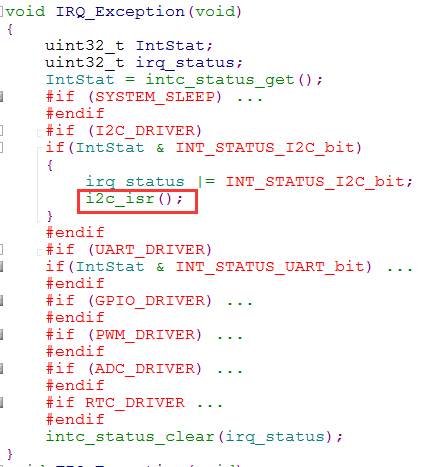 void IRQ_Exception(void)
{
uint32_t IntStat;
uint32_t irq_status;
IntStat = intc_status_get();
#if (SYSTEM_SLEEP) ...
#endif
#if (I2C_DRIVER)
if(IntStat & INT_STATUS_I2C_bit)
{
irq_status |= INT_STATUS_I2C_bit;
i2c_isr();
}
#endif
#if (UART_DRIVER)
if(IntStat & INT_STATUS_UART_bit) ...
#endif
#if (GPIO_DRIVER) ...
#endif
#if (PWM_DRIVER) ...
#endif
#if (ADC_DRIVER) ...
#endif
#if RTC_DRIVER ...
#endif
intc_status_clear(irq_status);
}